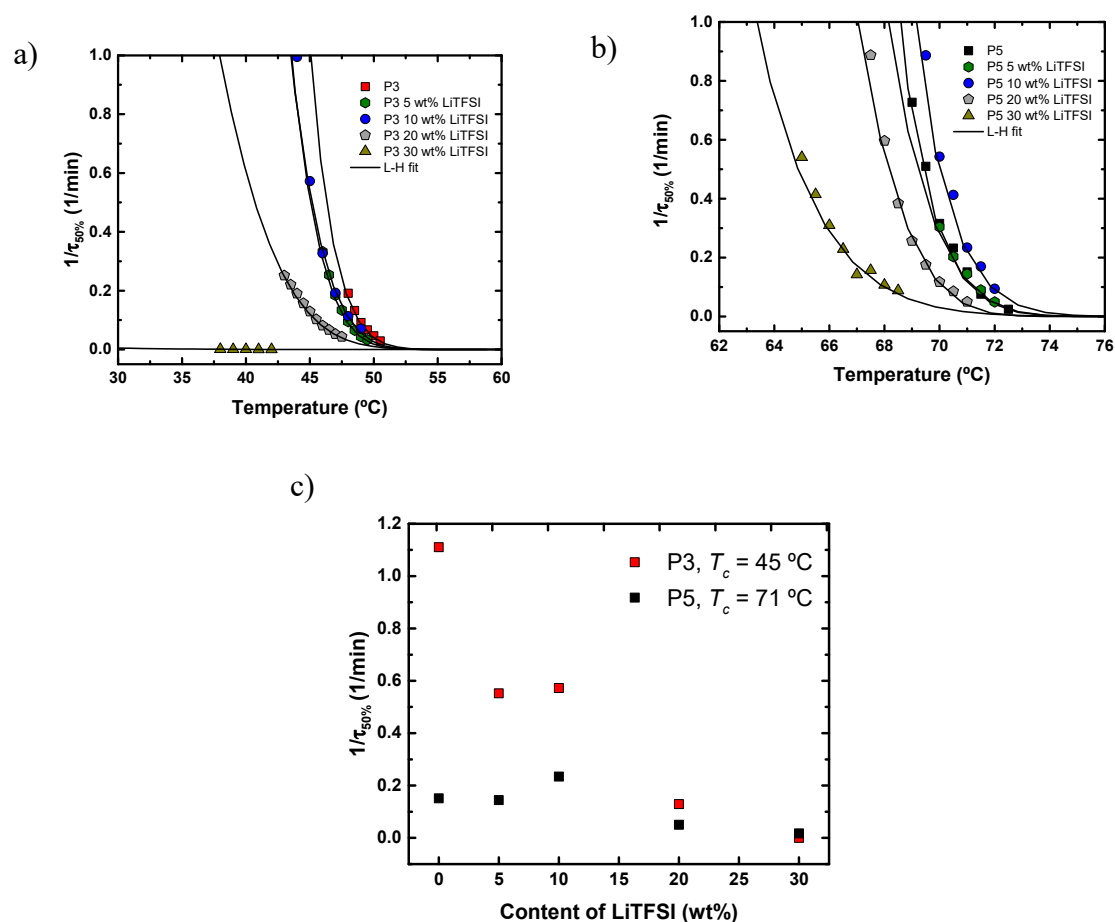 a)
1.0
0.8
0.6
0.4
0.2
0.0
1/τ50% (1/min)
P3
P3 5 wt% LiTFSI
P3 10 wt% LiTFSI
P3 20 wt% LiTFSI
P3 30 wt% LiTFSI
L-H fit
30 35 40 45 50 55 60
Temperature (ºC)
b)
1.0
0.8
0.6
0.4
0.2
0.0
1/τ50% (1/min)
P5
P5 5 wt% LiTFSI
P5 10 wt% LiTFSI
P5 20 wt% LiTFSI
P5 30 wt% LiTFSI
L-H fit
62 64 66 68 70 72 74 76
Temperature (ºC)
c)
1.2
1.0
0.8
0.6
0.4
0.2
0.0
1/τ50% (1/min)
P3, Tc = 45 ºC
P5, Tc = 71 ºC
0 5 10 15 20 25 30
Content of LiTFSI (wt%)